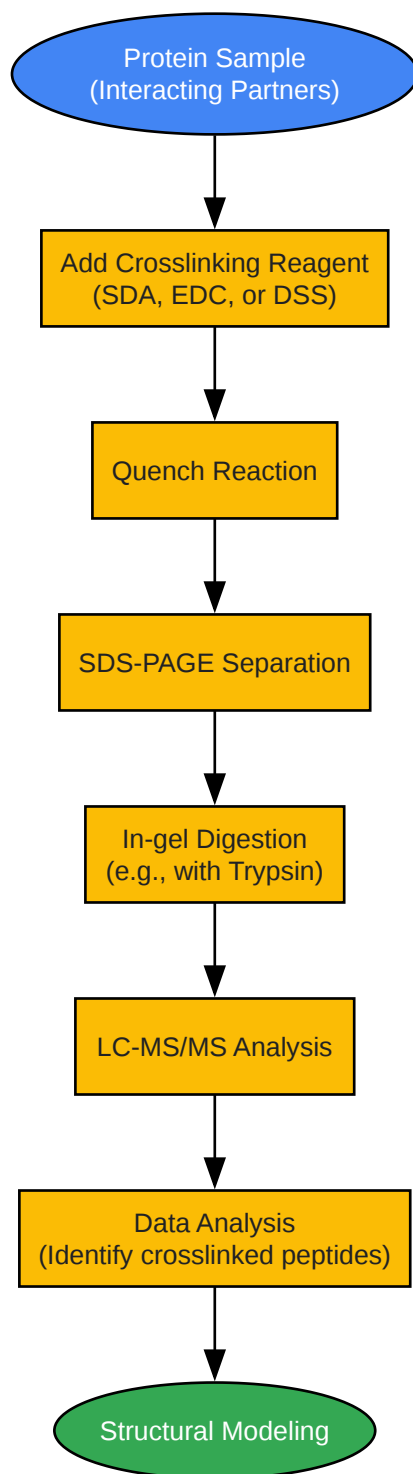 Protein Sample
(Interacting Partners)
Add Crosslinking Reagent
(SDA, EDC, or DSS)
Quench Reaction
SDS-PAGE Separation
In-gel Digestion
(e.g., with Trypsin)
LC-MS/MS Analysis
Data Analysis
(Identify crosslinked peptides)
Structural Modeling